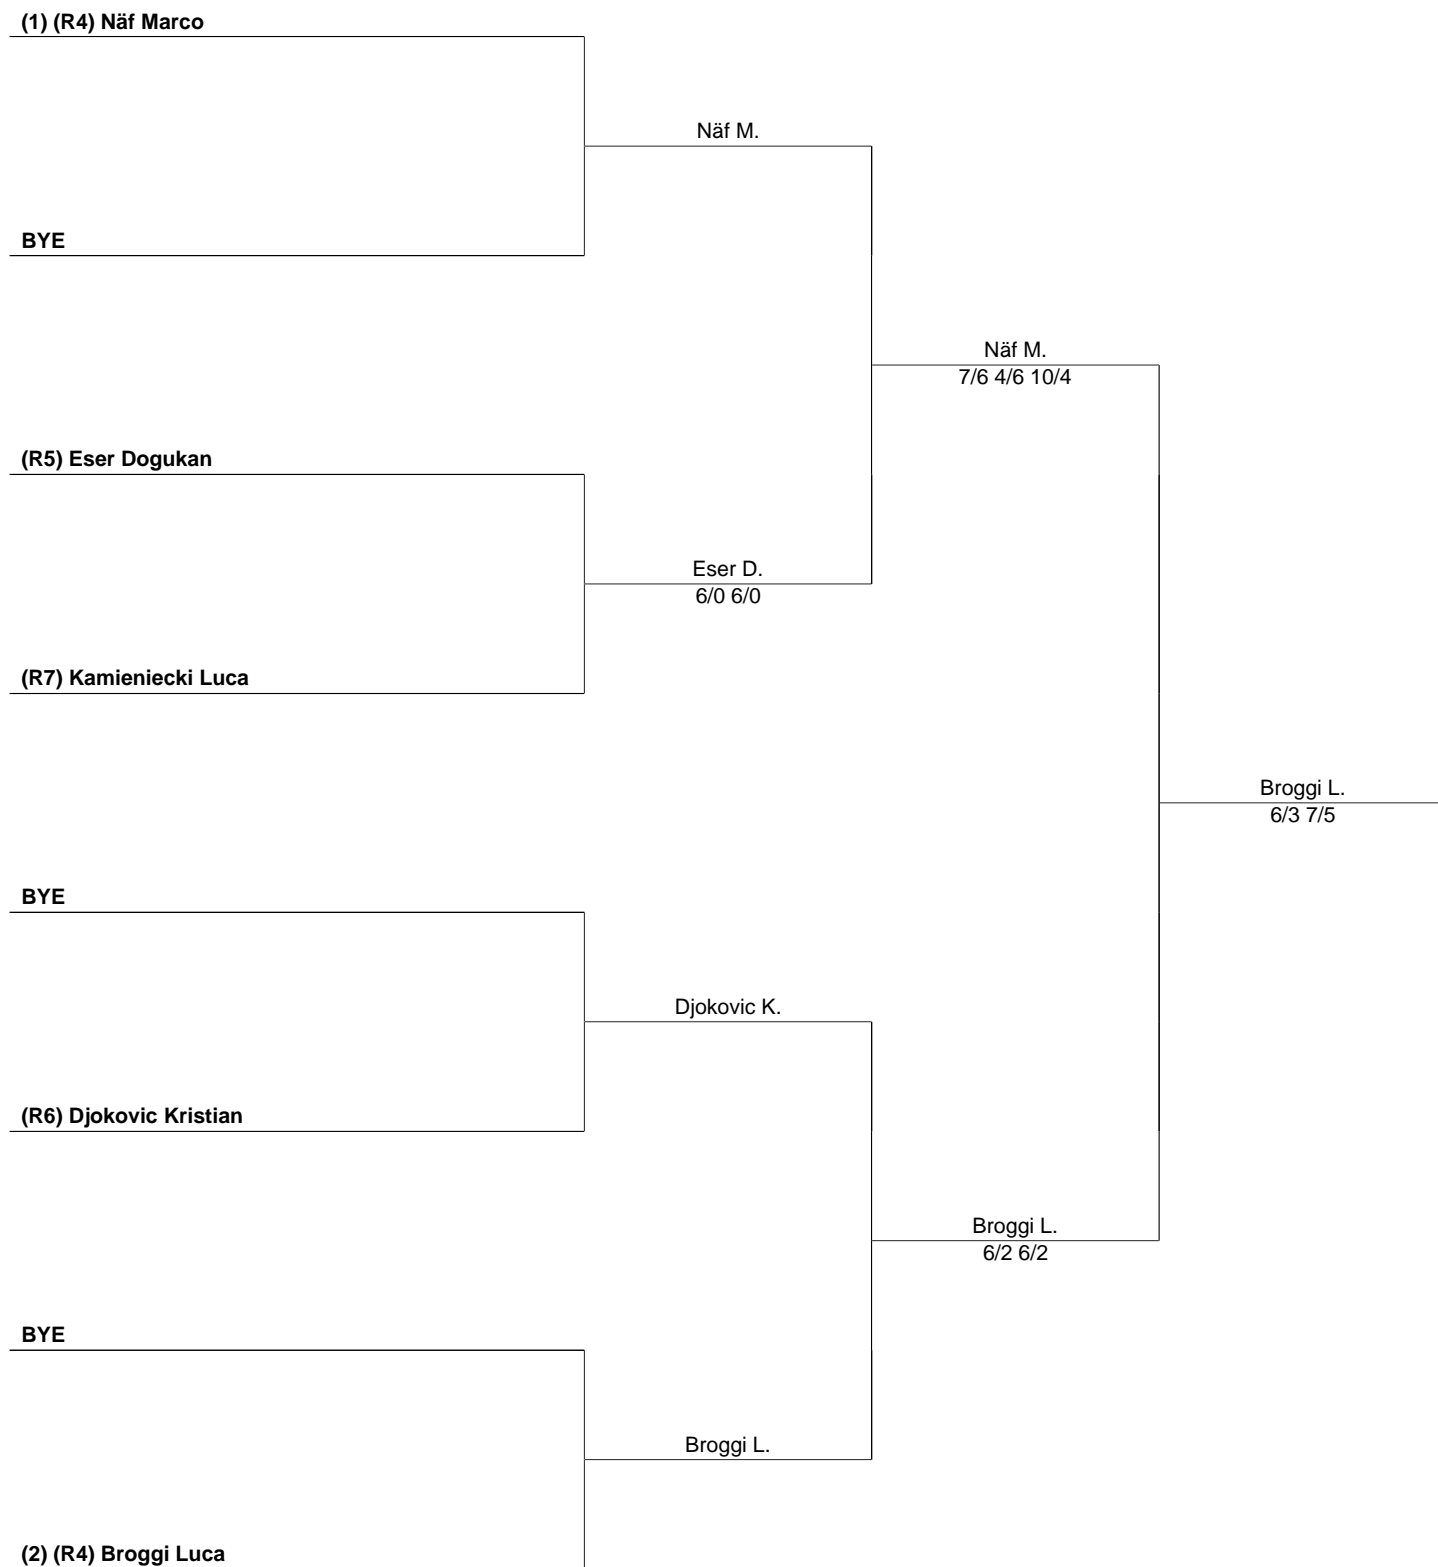 (1) (R4) Näf Marco
Näf M.
BYE
Näf M.
7/6 4/6 10/4
(R5) Eser Dogukan
Eser D.
6/0 6/0
(R7) Kamieniecki Luca
Broggi L.
6/3 7/5
BYE
Djokovic K.
(R6) Djokovic Kristian
Broggi L.
6/2 6/2
BYE
Broggi L.
(2) (R4) Broggi Luca